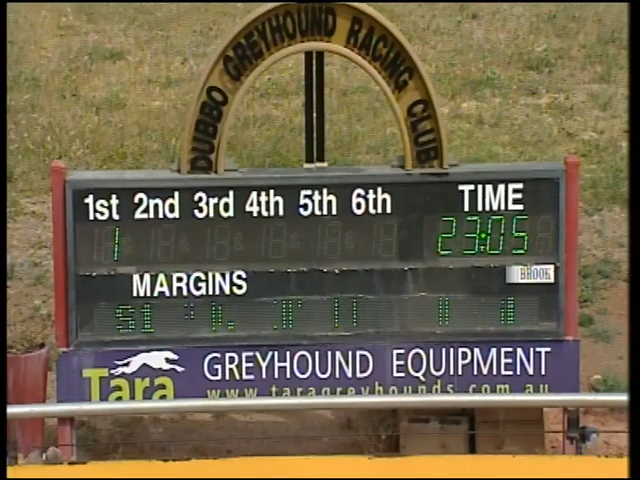 DUBBO GREYHOUND RACING CLUB
1st 2nd 3rd 4th 5th 6th TIME
1 23:05
MARGINS
BROOK
Tara GREYHOUND EQUIPMENT
www.taragreyhounds.com.au